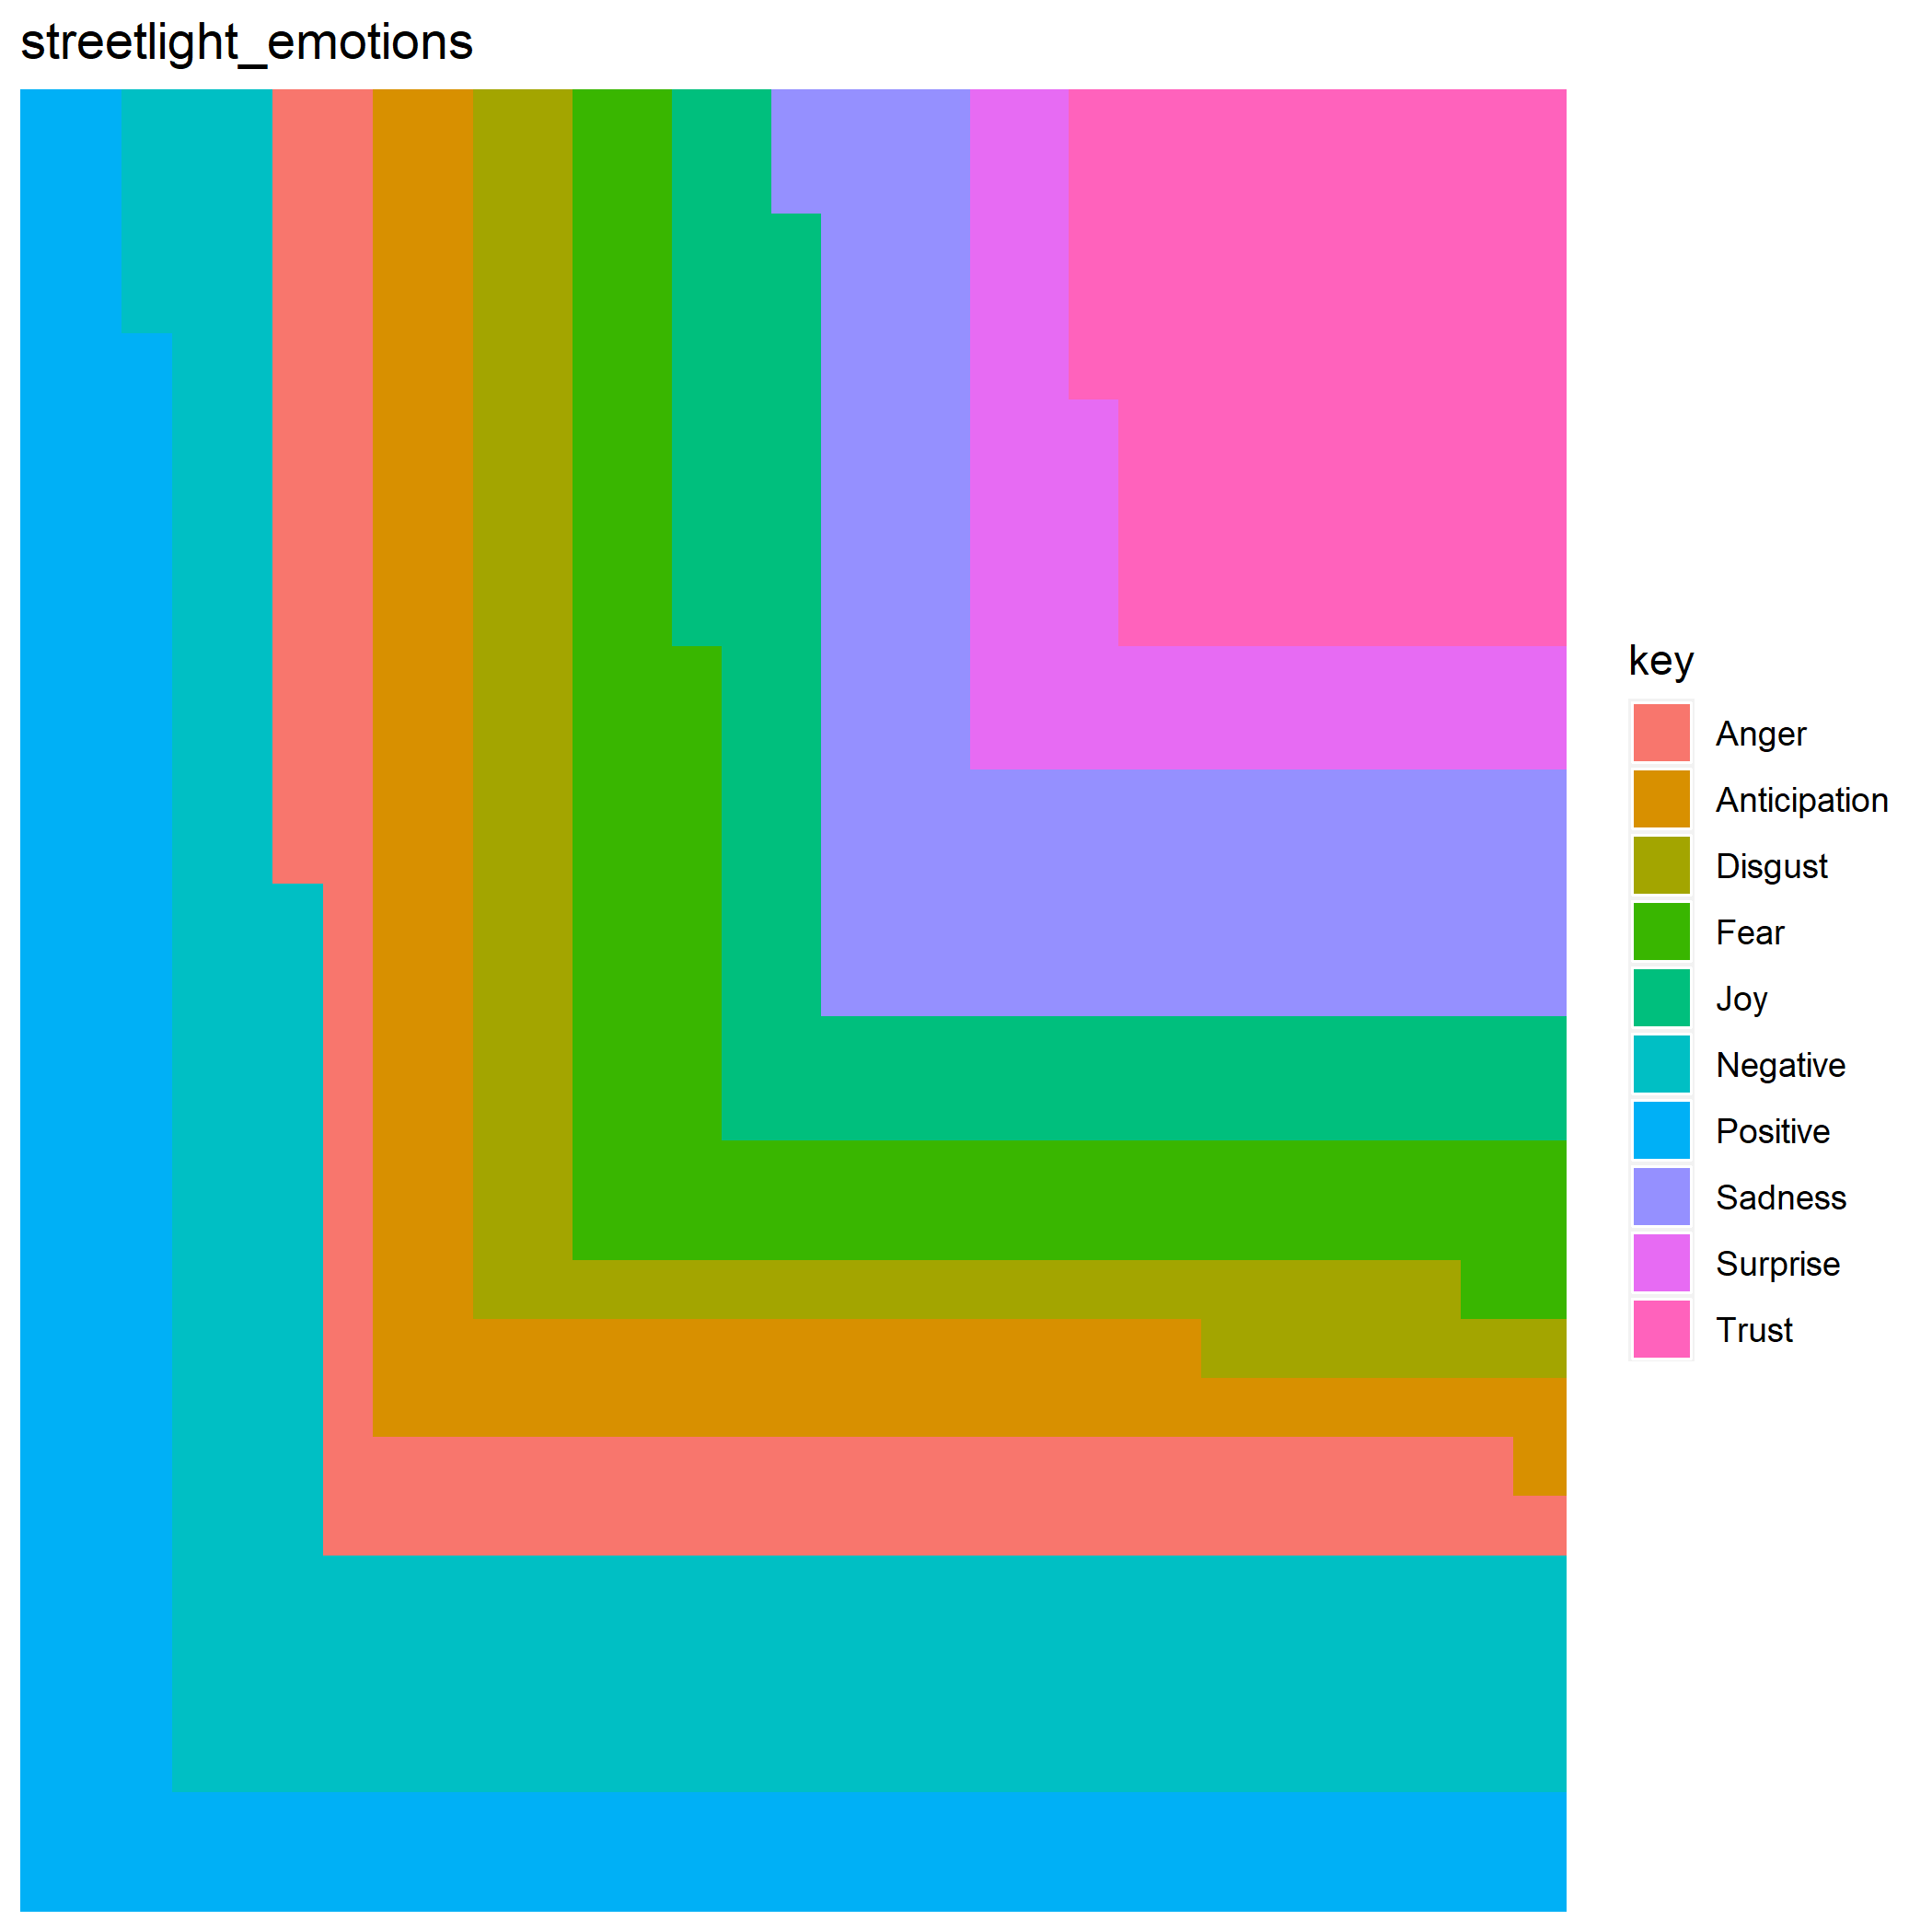 streetlight_emotions
key
Anger
Anticipation
Disgust
Fear
Joy
Negative
Positive
Sadness
Surprise
Trust